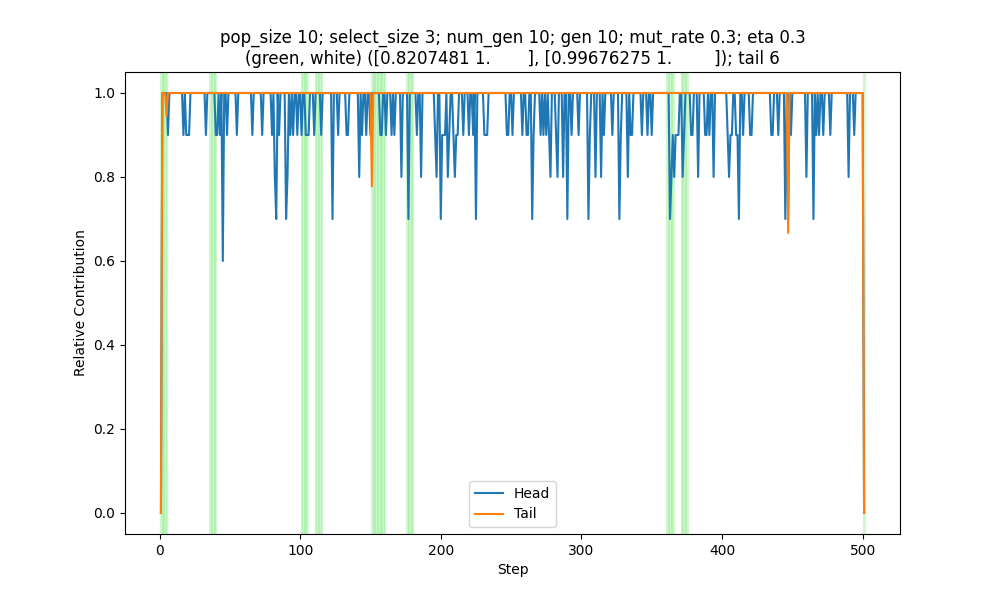 pop_size 10; select_size 3; num_gen 10; gen 10; mut_rate 0.3; eta 0.3
(green, white) ([0.8207481 1.        ], [0.99676275 1.        ]); tail 6
1.0
0.8
0.6
0.4
0.2
0.0
Relative Contribution
Head
Tail
0
100
200
300
400
500
Step